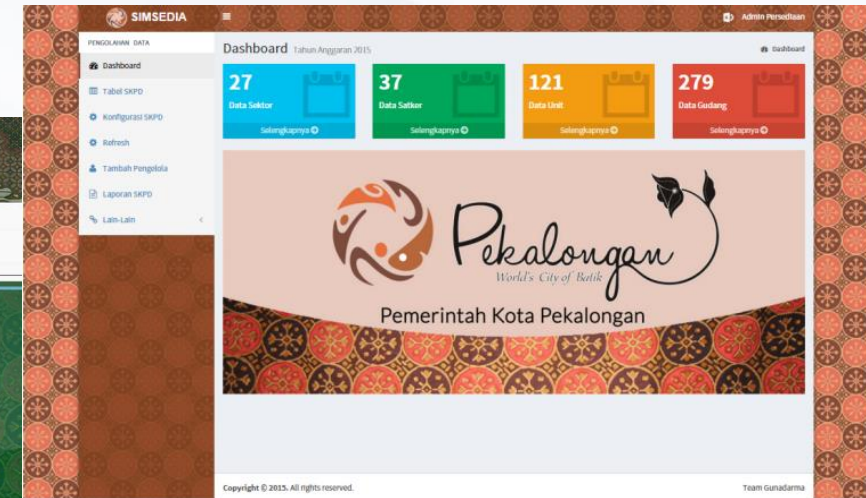 SIMSEDIA
Admin Persediaan
PENGOLAHAN DATA
Dashboard
Tabel SKPD
Konfigurasi SKPD
Refresh
Tambah Pengelola
Laporan SKPD
Lain-Lain
Dashboard Tahun Anggaran 2015
Dashboard
27
Data Sektor
Selengkapnya
37
Data Satker
Selengkapnya
121
Data Unit
Selengkapnya
279
Data Gudang
Selengkapnya
Pekalongan
World's City of Batik
Pemerintah Kota Pekalongan
Copyright © 2015. All rights reserved.
Team Gunadarma